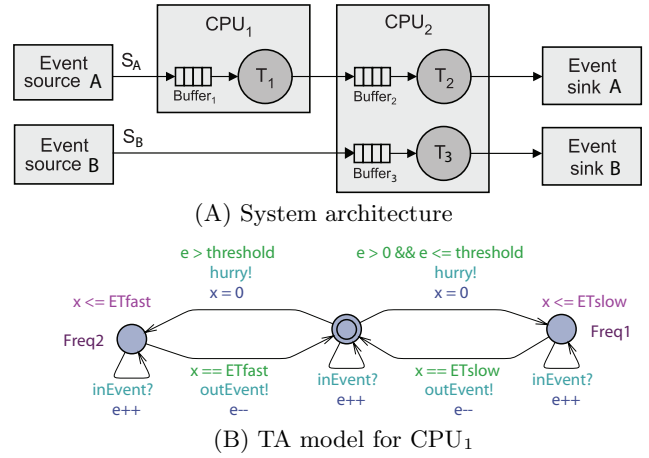 CPU1
CPU2
Event
source A
SA
Buffer1
T1
Buffer2
T2
Event
sink A
Event
source B
SB
Buffer3
T3
Event
sink B
(A) System architecture
e > threshold
hurry!
x = 0
e > 0 && e <= threshold
hurry!
x = 0
x <= ETfast
x <= ETslow
Freq2
Freq1
inEvent?
e++
x == ETfast
outEvent!
e--
inEvent?
e++
x == ETslow
outEvent!
e--
inEvent?
e++
(B) TA model for CPU1